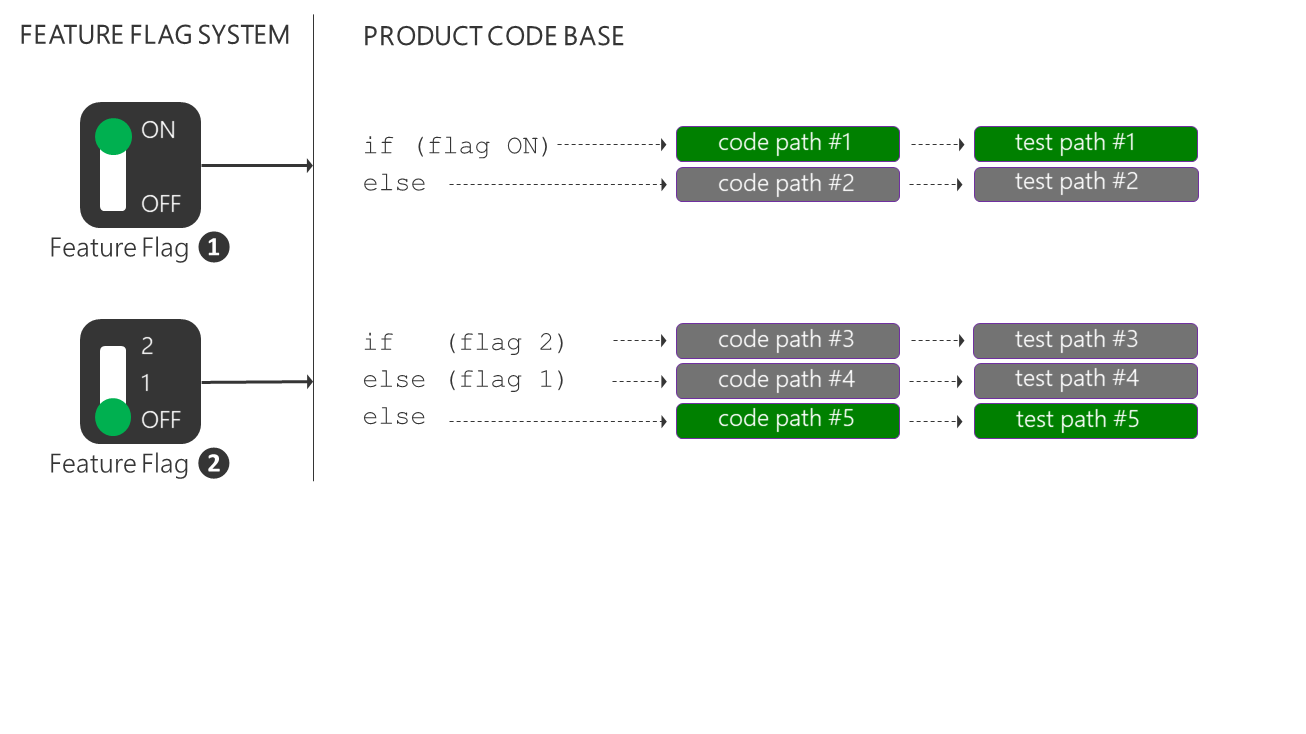 FEATURE FLAG SYSTEM
PRODUCT CODE BASE
ON
OFF
Feature Flag 1
if (flag ON)
code path #1
test path #1
else
code path #2
test path #2
2
1
OFF
Feature Flag 2
if (flag 2)
code path #3
test path #3
else (flag 1)
code path #4
test path #4
else
code path #5
test path #5